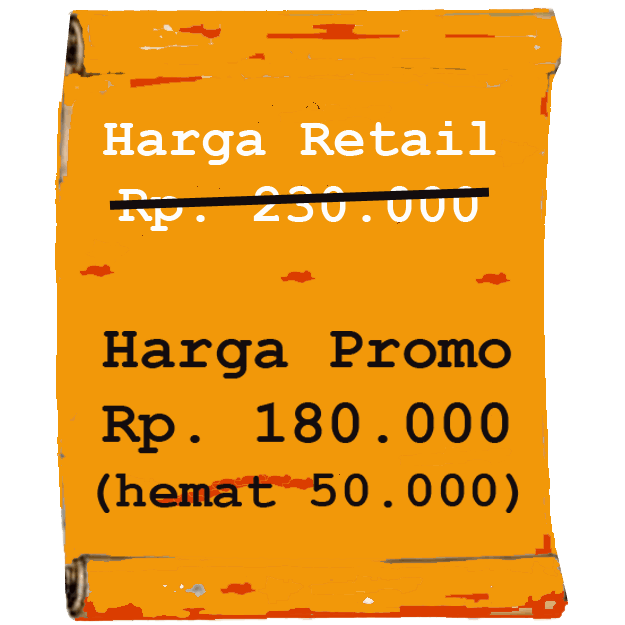 Harga Retail
Rp. 230.000
Harga Promo
Rp. 180.000
(hemat 50.000)